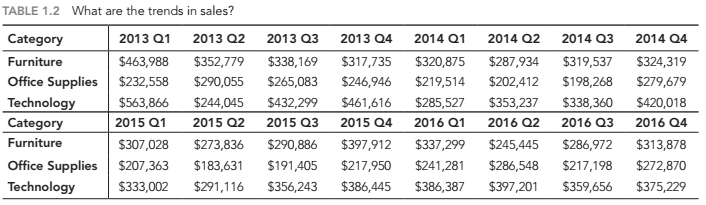 TABLE 1.2 What are the trends in sales?
Category 2013 Q1 2013 Q2 2013 Q3 2013 Q4 2014 Q1 2014 Q2 2014 Q3 2014 Q4
Furniture $463,988 $352,779 $338,169 $317,735 $320,875 $287,934 $319,537 $324,319
Office Supplies $232,558 $290,055 $265,083 $246,946 $219,514 $202,412 $198,268 $279,679
Technology $563,866 $244,045 $432,299 $461,616 $285,527 $353,237 $338,360 $420,018
Category 2015 Q1 2015 Q2 2015 Q3 2015 Q4 2016 Q1 2016 Q2 2016 Q3 2016 Q4
Furniture $307,028 $273,836 $290,886 $397,912 $337,299 $245,445 $286,972 $313,878
Office Supplies $207,363 $183,631 $191,405 $217,950 $241,281 $286,548 $217,198 $272,870
Technology $333,002 $291,116 $356,243 $386,445 $386,387 $397,201 $359,656 $375,229